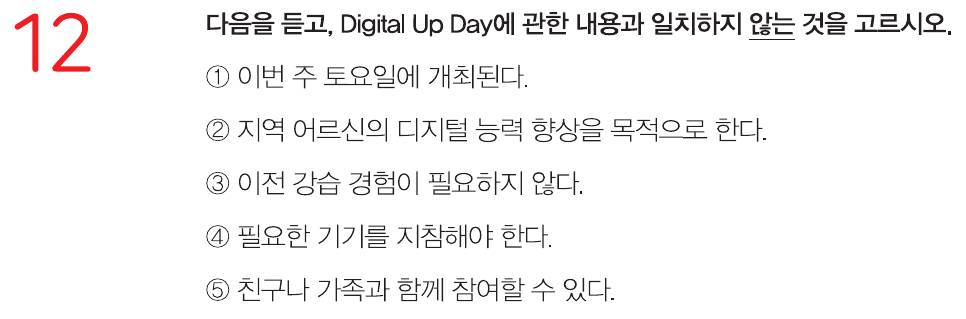 12
다음을 듣고, Digital Up Day에 관한 내용과 일치하지 않는 것을 고르시오.
① 이번 주 토요일에 개최된다.
② 지역 어르신의 디지털 능력 향상을 목적으로 한다.
③ 이전 강습 경험이 필요하지 않다.
④ 필요한 기기를 지참해야 한다.
⑤ 친구나 가족과 함께 참여할 수 있다.